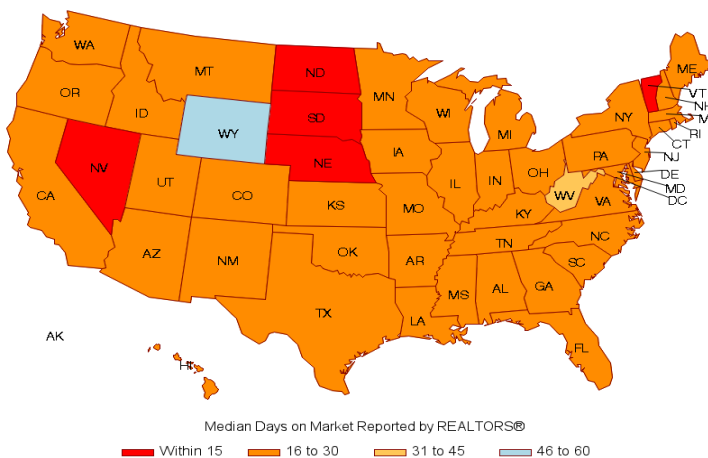 WA
MT
ND
MN
ME
OR
ID
SD
WI
VT
NH
WY
MI
NY
M
RI
CT
NE
IA
PA
NJ
NV
UT
IL
IN
OH
DE
MD
DC
CA
CO
KS
MO
WV
VA
KY
NC
TN
AZ
NM
OK
AR
SC
MS
AL
GA
TX
LA
AK
FL
HI
Median Days on Market Reported by REALTORS®
Within 15
16 to 30
31 to 45
46 to 60